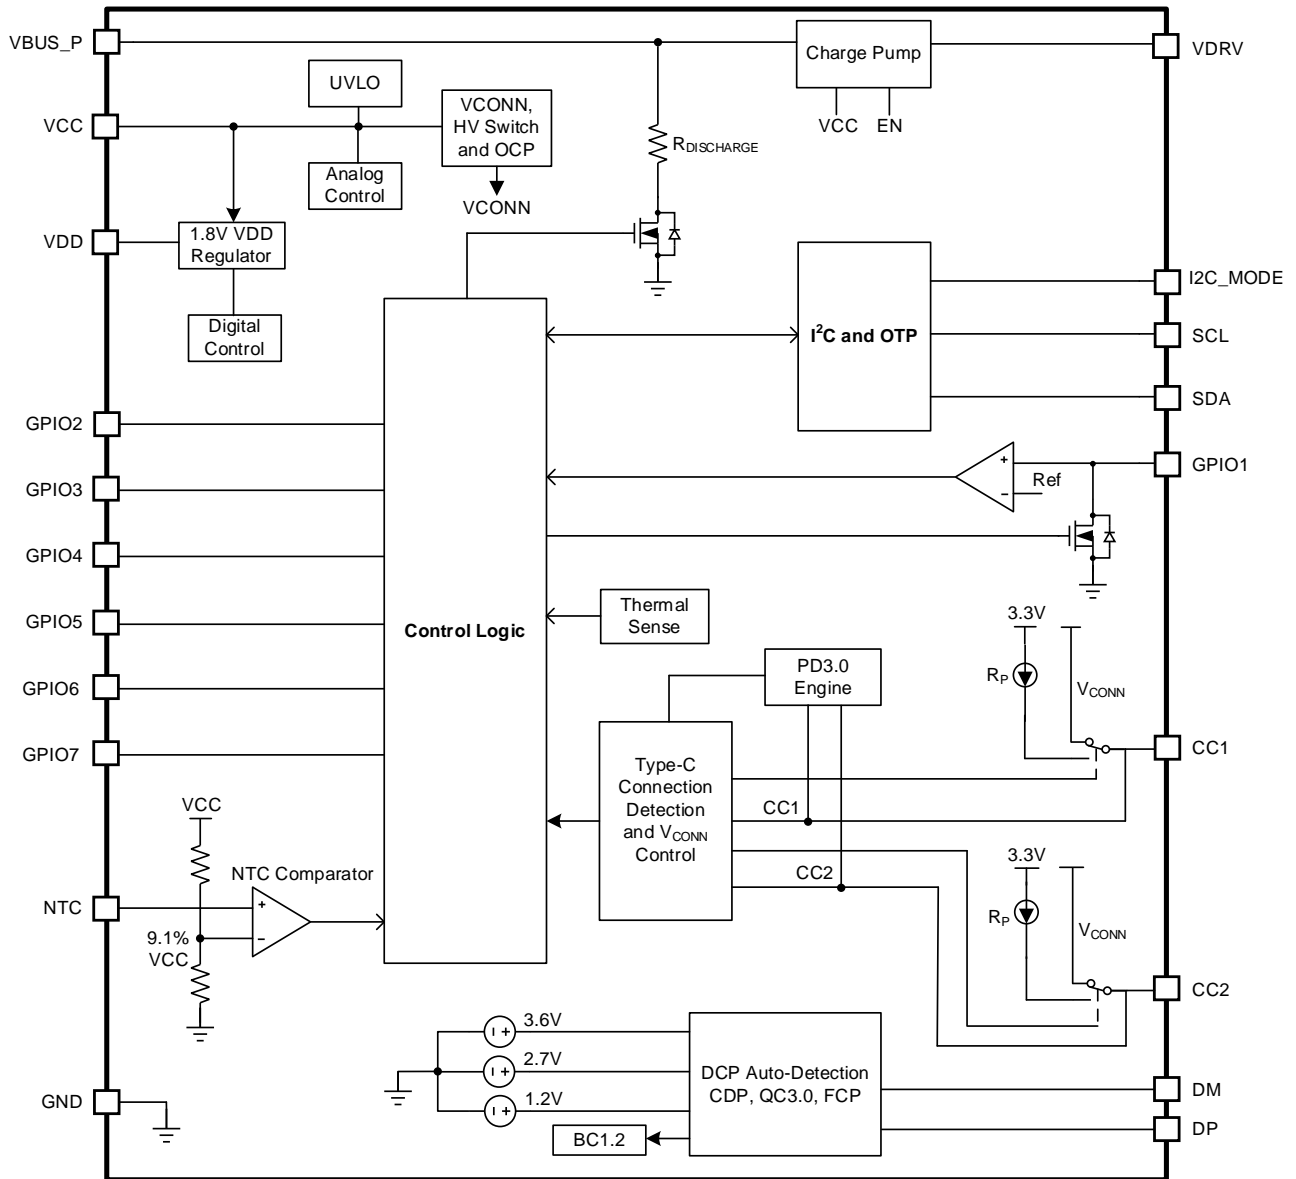 VBUS_P
Charge Pump
VDRV
VCC
EN
UVLO
VCC
VCONN,
HV Switch
and OCP
Analog
Control
VCONN
RDISCHARGE
VDD
1.8V VDD
Regulator
Digital
Control
I2C and OTP
I2C_MODE
SCL
SDA
GPIO2
GPIO3
GPIO4
GPIO5
GPIO6
GPIO7
Control Logic
+
−
Ref
GPIO1
Thermal
Sense
PD3.0
Engine
3.3V
RP
VCONN
CC1
Type-C
Connection
Detection
and VCONN
Control
CC1
CC2
VCC
NTC Comparator
NTC
+
−
9.1%
VCC
3.3V
RP
VCONN
CC2
3.6V
− +
2.7V
− +
1.2V
− +
DCP Auto-Detection
CDP, QC3.0, FCP
BC1.2
DM
DP
GND